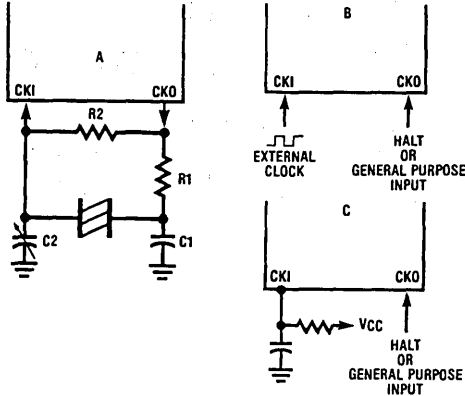 A
CKI
CKO
R2
R1
C2
C1
B
CKI
CKO
EXTERNAL
CLOCK
HALT
OR
GENERAL PURPOSE
INPUT
C
CKI
CKO
VCC
HALT
OR
GENERAL PURPOSE
INPUT